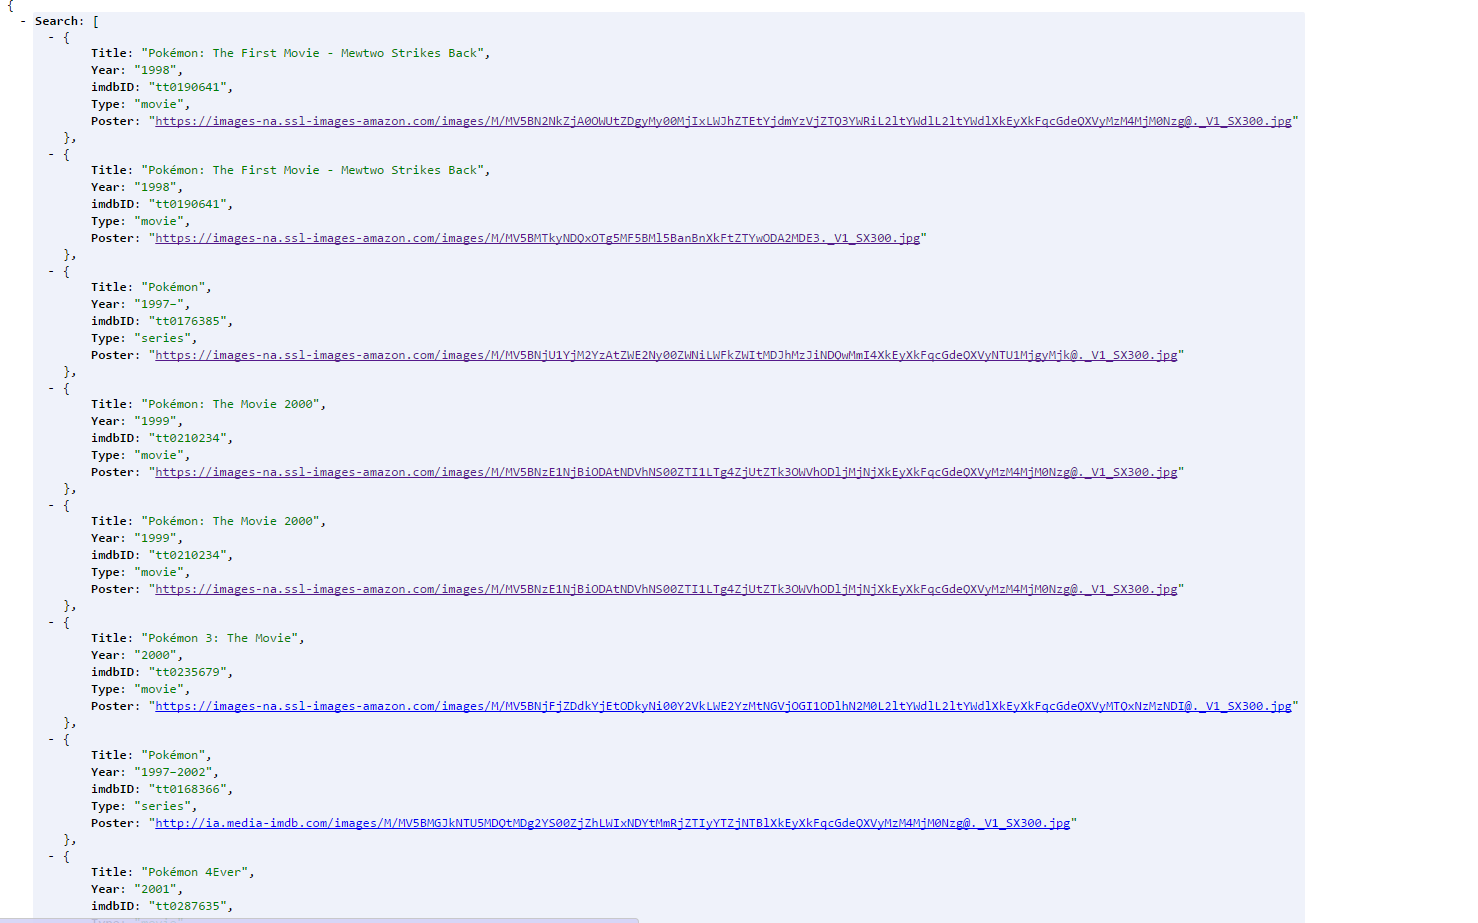 {
- Search: [
- {
Title: "Pokémon: The First Movie - Mewtwo Strikes Back",
Year: "1998",
imdbID: "tt0190641",
Type: "movie",
Poster: "https://images-na.ssl-images-amazon.com/images/M/MV5BN2NkZjA0OWUtZDgyMy00MjIxLWJhZTEtYjdmYzVjZTQ3YWRiL2ltYWdlL2ltYWdlXkEyXkFqcGdeQXVyMzM4MjM0Nzg@._V1_SX300.jpg"
},
- {
Title: "Pokémon: The First Movie - Mewtwo Strikes Back",
Year: "1998",
imdbID: "tt0190641",
Type: "movie",
Poster: "https://images-na.ssl-images-amazon.com/images/M/MV5BMTkyNDQxOTg5MF5BMl5BanBnXkFtZTYwODA2MDE3._V1_SX300.jpg"
},
- {
Title: "Pokémon",
Year: "1997–",
imdbID: "tt0176385",
Type: "series",
Poster: "https://images-na.ssl-images-amazon.com/images/M/MV5BNjU1YjM2YzAtZWE2Ny00ZWNiLWFkZWItMDJhMzJiNDQwMmI4XkEyXkFqcGdeQXVyNTU1MjgyMjk@._V1_SX300.jpg"
},
- {
Title: "Pokémon: The Movie 2000",
Year: "1999",
imdbID: "tt0210234",
Type: "movie",
Poster: "https://images-na.ssl-images-amazon.com/images/M/MV5BNzE1NjBiODAtNDVhNS00ZTI1LTg4ZjUtZTk3OWVhODljMjNjXkEyXkFqcGdeQXVyMzM4MjM0Nzg@._V1_SX300.jpg"
},
- {
Title: "Pokémon: The Movie 2000",
Year: "1999",
imdbID: "tt0210234",
Type: "movie",
Poster: "https://images-na.ssl-images-amazon.com/images/M/MV5BNzE1NjBiODAtNDVhNS00ZTI1LTg4ZjUtZTk3OWVhODljMjNjXkEyXkFqcGdeQXVyMzM4MjM0Nzg@._V1_SX300.jpg"
},
- {
Title: "Pokémon 3: The Movie",
Year: "2000",
imdbID: "tt0235679",
Type: "movie",
Poster: "https://images-na.ssl-images-amazon.com/images/M/MV5BNjFjZDdkYjEtODkyNi00Y2VkLWE2YzMtNGVjOGI1ODlhN2M0L2ltYWdlL2ltYWdlXkEyXkFqcGdeQXVyMTQxNzMzNDI@._V1_SX300.jpg"
},
- {
Title: "Pokémon",
Year: "1997–2002",
imdbID: "tt0168366",
Type: "series",
Poster: "http://ia.media-imdb.com/images/M/MV5BMGJkNTU5MDQtMDg2YS00ZjZhLWIxNDYtMmRjZTIyYTZjNTBlXkEyXkFqcGdeQXVyMzM4MjM0Nzg@._V1_SX300.jpg"
},
- {
Title: "Pokémon 4Ever",
Year: "2001",
imdbID: "tt0287635",